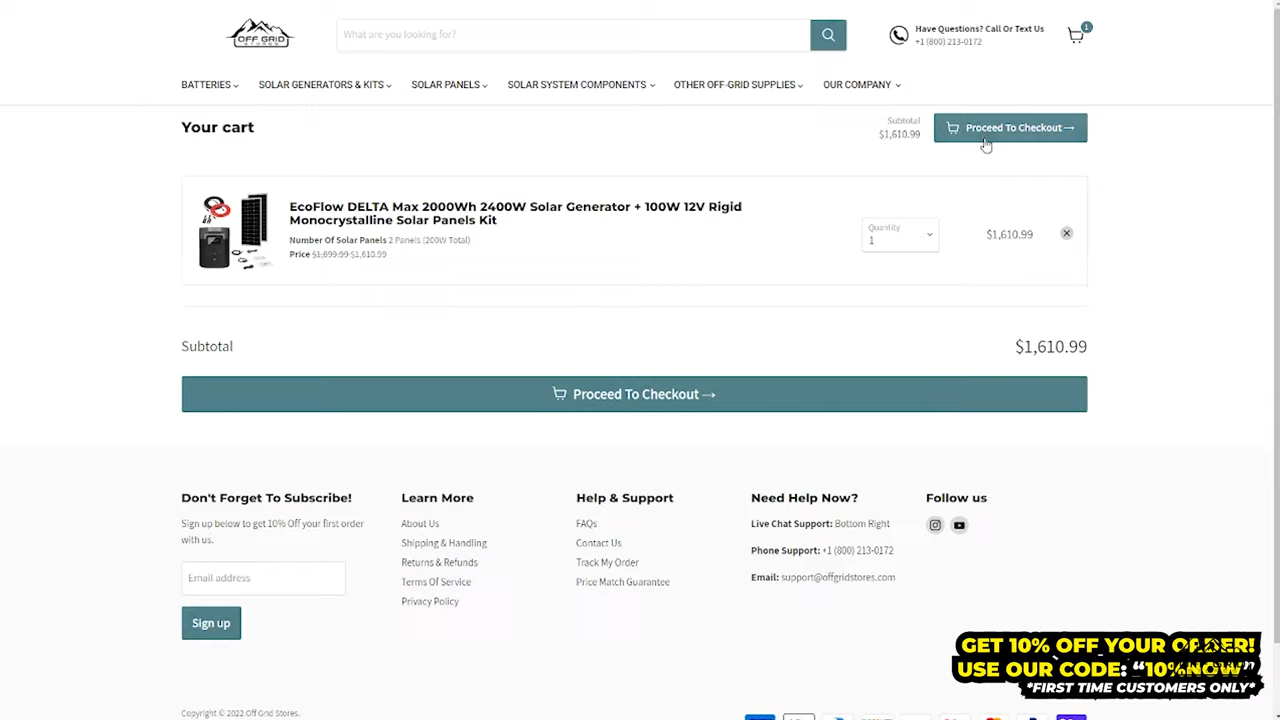 OFF GRID
STORES
What are you looking for?
Have Questions? Call Or Text Us
+1 (800) 213-0172
1
BATTERIES
SOLAR GENERATORS & KITS
SOLAR PANELS
SOLAR SYSTEM COMPONENTS
OTHER OFF-GRID SUPPLIES
OUR COMPANY
Your cart
Subtotal
$1,610.99
Proceed To Checkout→
EcoFlow DELTA Max 2000Wh 2400W Solar Generator + 100W 12V Rigid
Monocrystalline Solar Panels Kit
Number Of Solar Panels 2 Panels (200W Total)
Price $1,699.99 $1,610.99
Quantity
1
$1,610.99
Subtotal
$1,610.99
Proceed To Checkout →
Don't Forget To Subscribe!
Sign up below to get 10% Off your first order
with us.
Email address
Sign up
Learn More
About Us
Shipping & Handling
Returns & Refunds
Terms Of Service
Privacy Policy
Help & Support
FAQs
Contact Us
Track My Order
Price Match Guarantee
Need Help Now?
Live Chat Support: Bottom Right
Phone Support: +1 (800) 213-0172
Email: support@offgridstores.com
Follow us
GET 10% OFF YOUR ORDER!
USE OUR CODE: “10%NOW”
*FIRST TIME CUSTOMERS ONLY*
Copyright © 2022 Off Grid Stores.